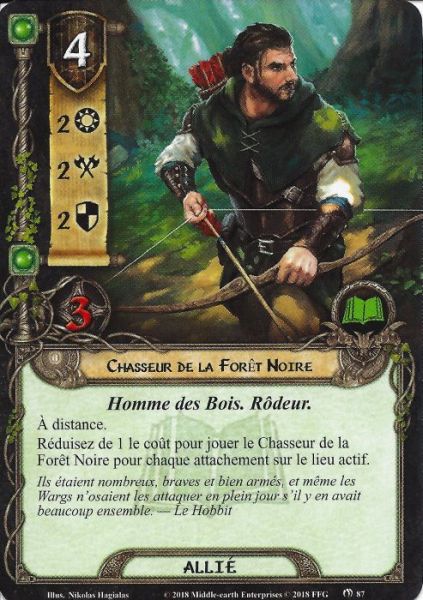 4
2
2
2
3
Chasseur de la Forêt Noire
Homme des Bois. Rôdeur.
À distance.
Réduisez de 1 le coût pour jouer le Chasseur de la
Forêt Noire pour chaque attachement sur le lieu actif.
Ils étaient nombreux, braves et bien armés, et même les
Wargs n'osaient les attaquer en plein jour s'il y en avait
beaucoup ensemble. — Le Hobbit
ALLIÉ
Illus. Nikolas Hagialas © 2018 Middle-earth Enterprises © 2018 FFG 87